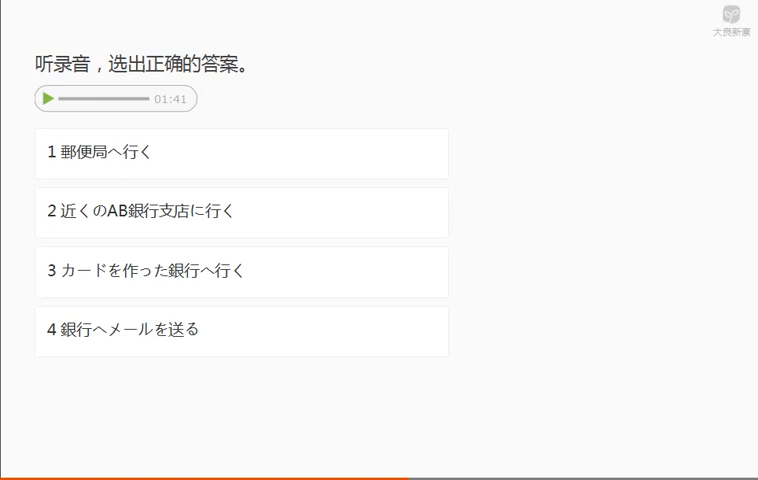 大良新寨
听录音，选出正确的答案。
01:41
1 郵便局へ行く
2 近くのAB銀行支店に行く
3 カードを作った銀行へ行く
4 銀行へメールを送る